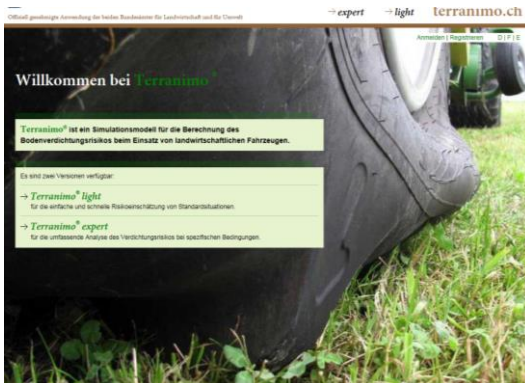 Offiziell genehmigte Anwendung der beiden Bundesämter für Landwirtschaft und für Umwelt
→ expert → light terranimo.ch
Anmelden | Registrieren D | F | E
Willkommen bei Terranimo®
Terranimo® ist ein Simulationsmodell für die Berechnung des
Bodenverdichtungsrisikos beim Einsatz von landwirtschaftlichen Fahrzeugen.
Es sind zwei Versionen verfügbar:
→ Terranimo® light
für die einfache und schnelle Risikoeinschätzung von Standardsituationen.
→ Terranimo® expert
für die umfassende Analyse des Verdichtungsrisikos bei spezifischen Bedingungen.